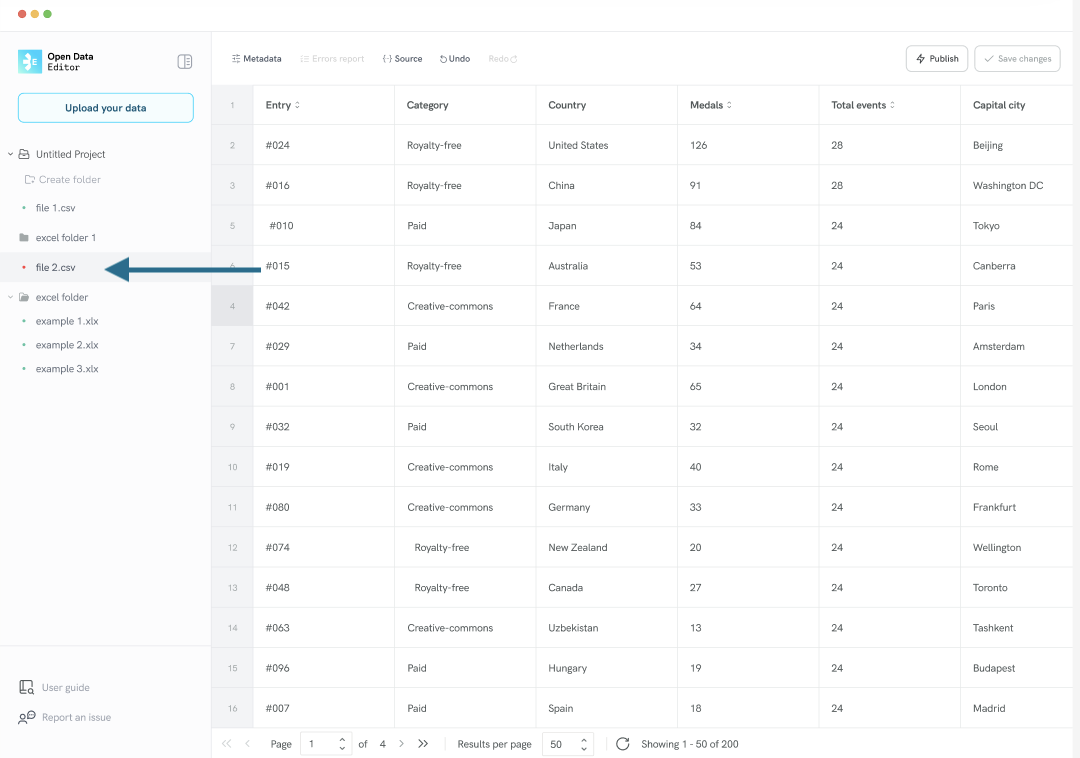 Open Data
Editor
Upload your data
Untitled Project
Create folder
file 1.csv
excel folder 1
file 2.csv
excel folder
example 1.xlx
example 2.xlx
example 3.xlx
User guide
Report an issue
Metadata Errors report {} Source Undo Redo Publish Save changes
1 Entry Category Country Medals Total events Capital city
2 #024 Royalty-free United States 126 28 Beijing
3 #016 Royalty-free China 91 28 Washington DC
5 #010 Paid Japan 84 24 Tokyo
6 #015 Royalty-free Australia 53 24 Canberra
4 #042 Creative-commons France 64 24 Paris
7 #029 Paid Netherlands 34 24 Amsterdam
8 #001 Creative-commons Great Britain 65 24 London
9 #032 Paid South Korea 32 24 Seoul
10 #019 Creative-commons Italy 40 24 Rome
11 #080 Creative-commons Germany 33 24 Frankfurt
12 #074 Royalty-free New Zealand 20 24 Wellington
13 #048 Royalty-free Canada 27 24 Toronto
14 #063 Creative-commons Uzbekistan 13 24 Tashkent
15 #096 Paid Hungary 19 24 Budapest
16 #007 Paid Spain 18 24 Madrid
Page 1 of 4 Results per page 50 Showing 1 - 50 of 200